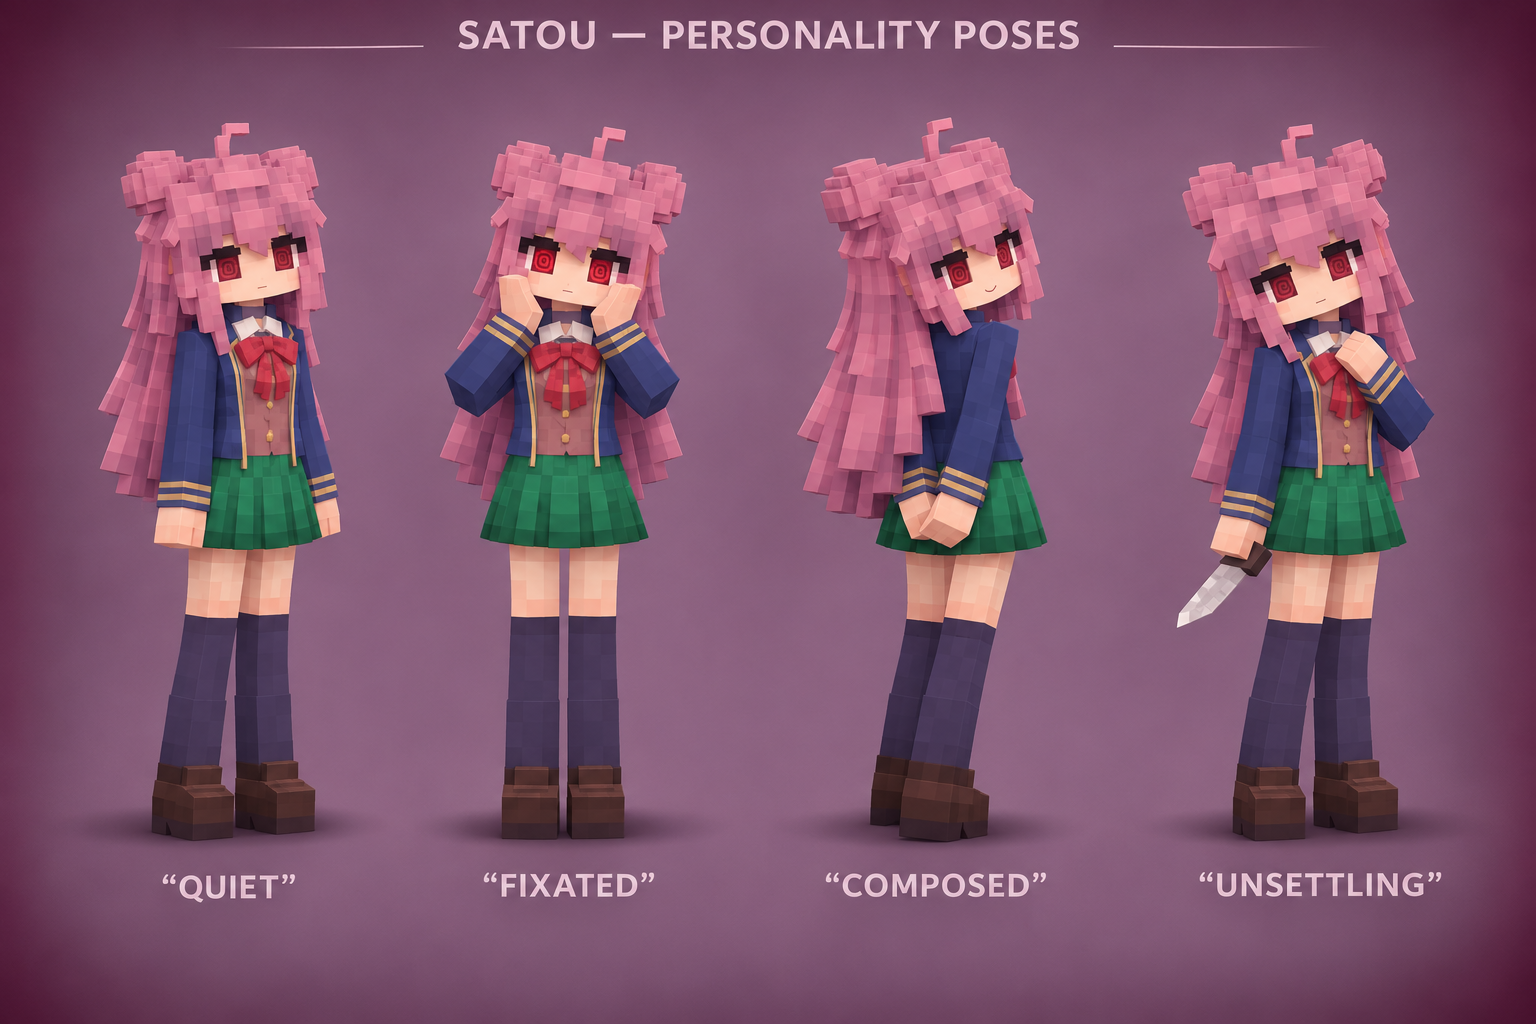 SATOU — PERSONALITY POSES
“QUIET”
“FIXATED”
“COMPOSED”
“UNSETTLING”